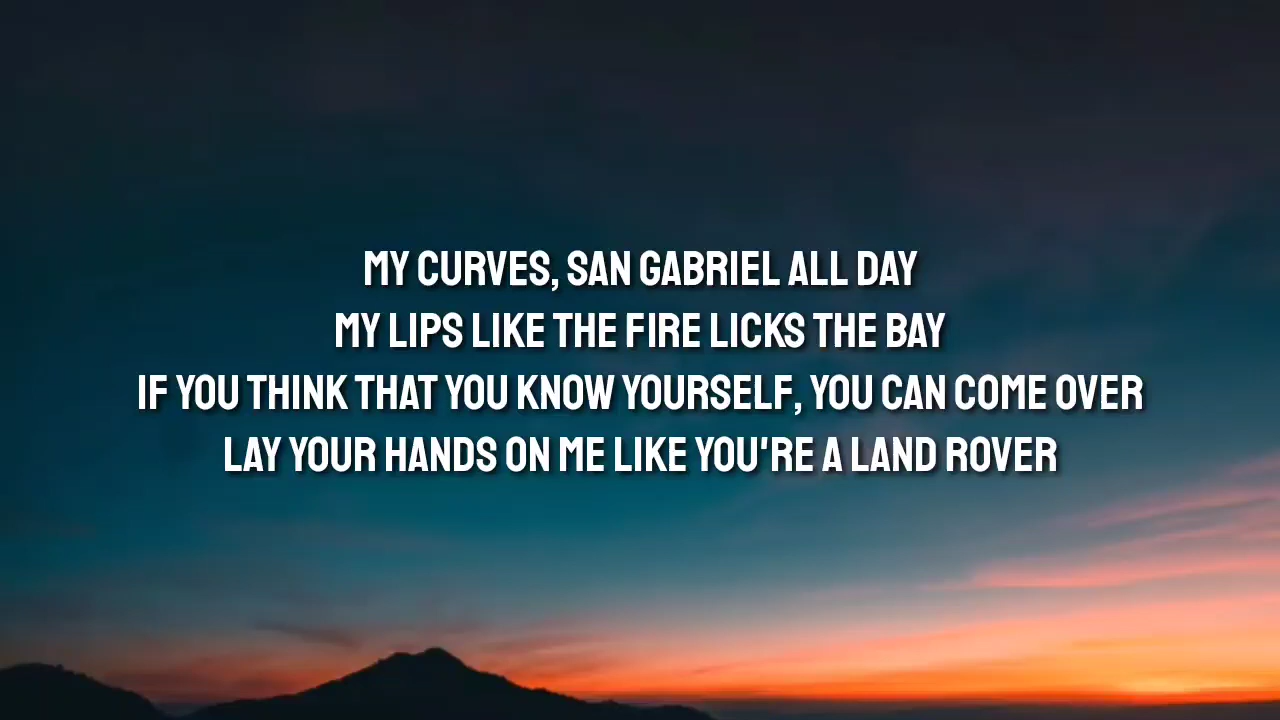 MY CURVES, SAN GABRIEL ALL DAY
MY LIPS LIKE THE FIRE LICKS THE BAY
IF YOU THINK THAT YOU KNOW YOURSELF, YOU CAN COME OVER
LAY YOUR HANDS ON ME LIKE YOU'RE A LAND ROVER